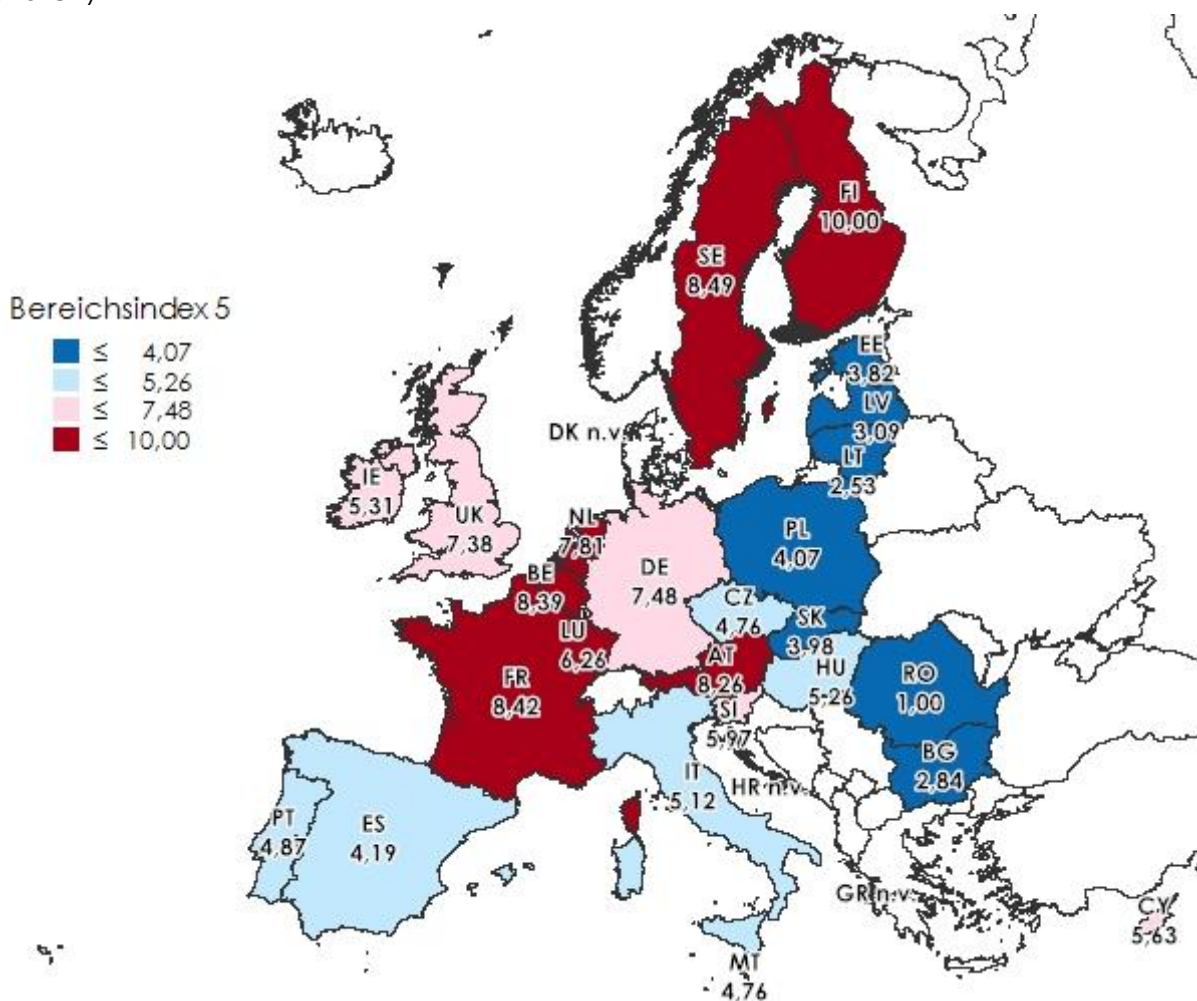 Bereichsindex 5
≤ 4,07
≤ 5,26
≤ 7,48
≤ 10,00
FI
10,00
SE
8,49
EE
3,82
LV
3,09
LT
2,53
DK n.v.
IE
5,31
UK
7,38
NL
7,81
BE
8,39
DE
7,48
PL
4,07
CZ
4,76
SK
3,98
LU
6,26
AT
8,26
HU
5,26
RO
1,00
FR
8,42
SI
5,97
BG
2,84
IT
5,12
HR n.v.
PT
4,87
ES
4,19
GR n.v.
CY
5,63
MT
4,76